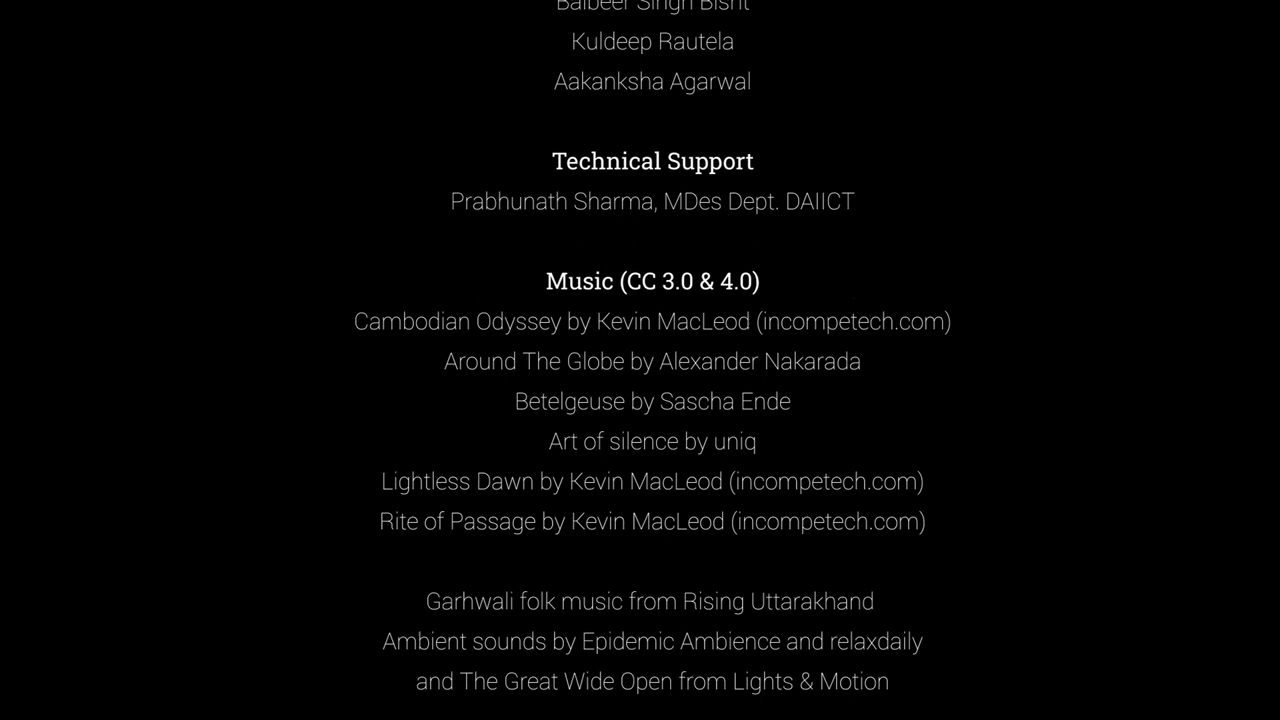 Balbeer Singh Bisht
Kuldeep Rautela
Aakanksha Agarwal
Technical Support
Prabhunath Sharma, MDes Dept. DAIICT
Music (CC 3.0 & 4.0)
Cambodian Odyssey by Kevin MacLeod (incompetech.com)
Around The Globe by Alexander Nakarada
Betelgeuse by Sascha Ende
Art of silence by uniq
Lightless Dawn by Kevin MacLeod (incompetech.com)
Rite of Passage by Kevin MacLeod (incompetech.com)
Garhwali folk music from Rising Uttarakhand
Ambient sounds by Epidemic Ambience and relaxdaily
and The Great Wide Open from Lights & Motion